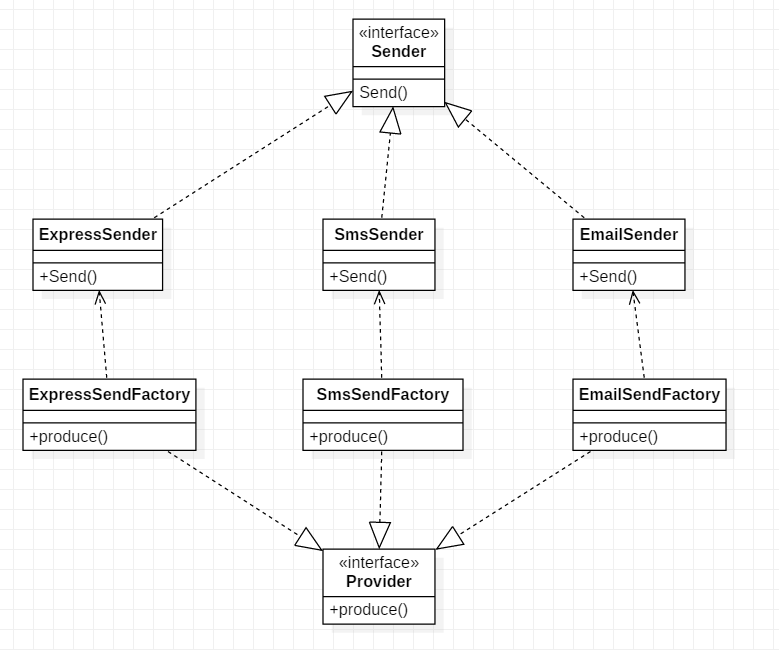 «interface»
Sender
Send()
ExpressSender
+Send()
SmsSender
+Send()
EmailSender
+Send()
ExpressSendFactory
+produce()
SmsSendFactory
+produce()
EmailSendFactory
+produce()
«interface»
Provider
+produce()